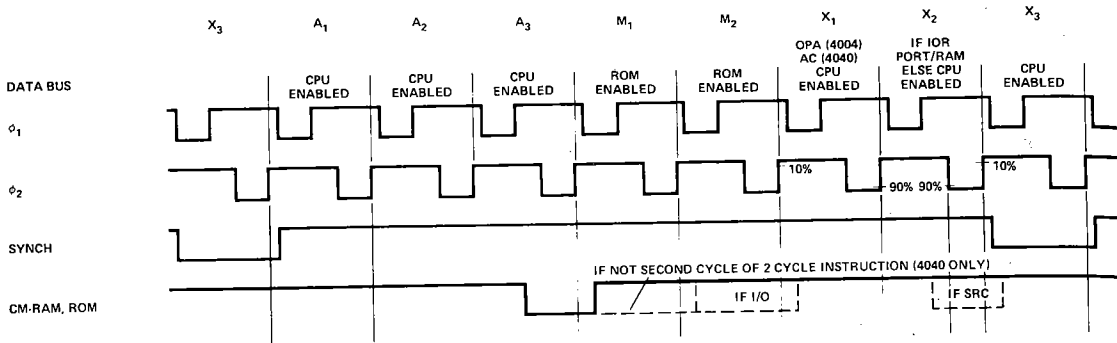 X3 A1 A2 A3 M1 M2 X1 X2 X3
DATA BUS
CPU
ENABLED
CPU
ENABLED
CPU
ENABLED
ROM
ENABLED
ROM
ENABLED
OPA (4004)
AC (4040)
CPU
ENABLED
IF IOR
PORT/RAM
ELSE CPU
ENABLED
CPU
ENABLED
φ1
φ2
10%
90% 90%
10%
SYNCH
IF NOT SECOND CYCLE OF 2 CYCLE INSTRUCTION (4040 ONLY)
CM-RAM, ROM
IF I/O
IF SRC